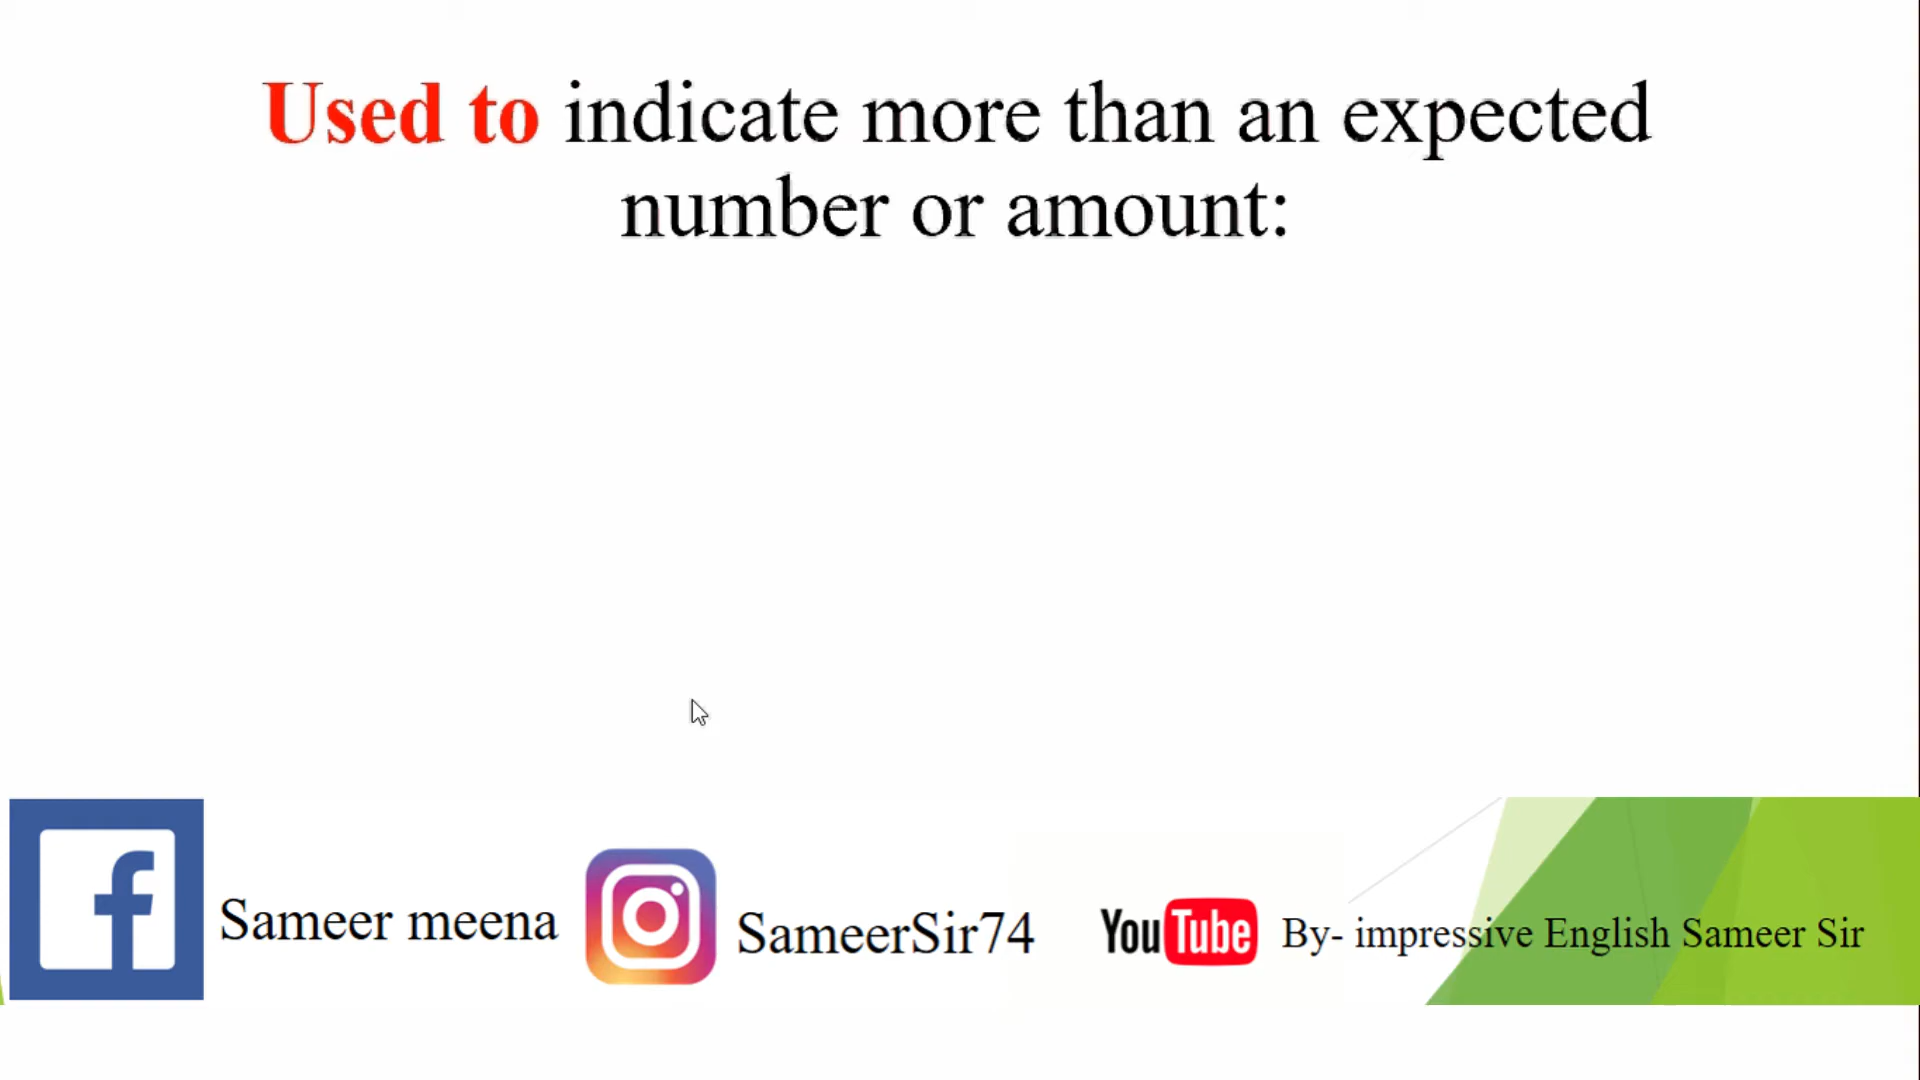 Used to indicate more than an expected
number or amount:
Sameer meena
SameerSir74
YouTube
By- impressive English Sameer Sir